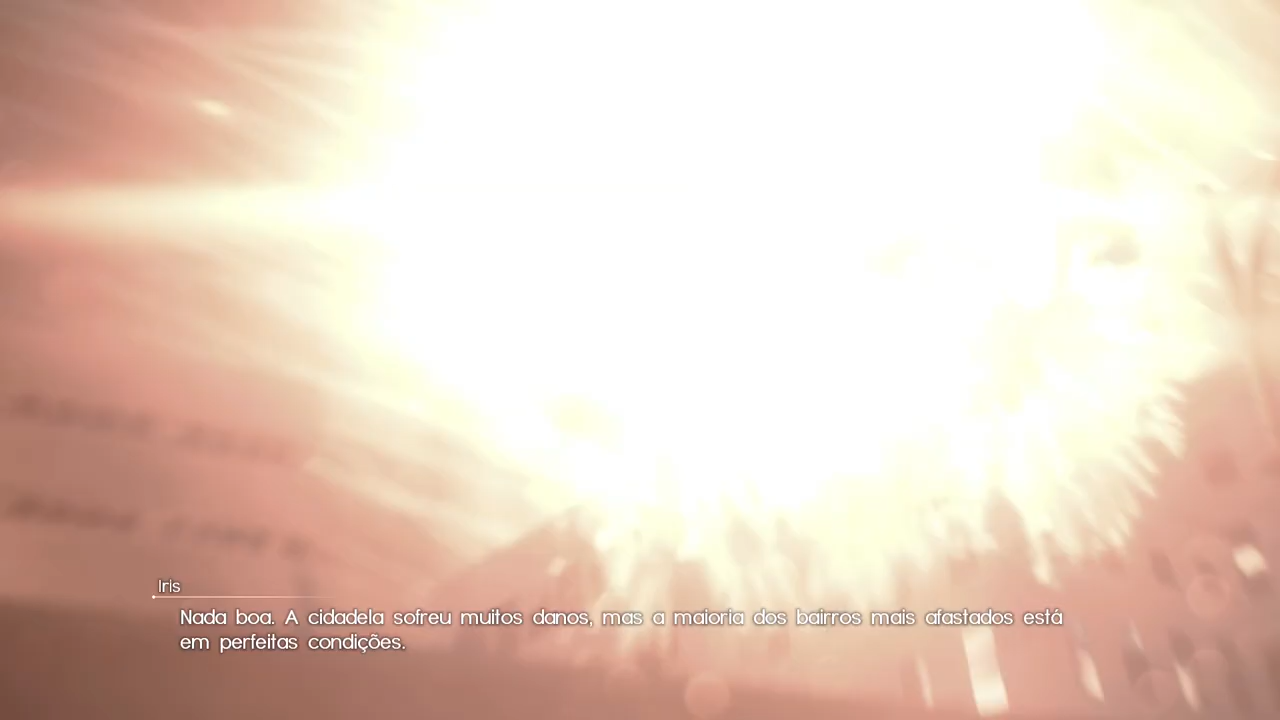 Iris
Nada boa. A cidadela sofreu muitos danos, mas a maioria dos bairros mais afastados está
em perfeitas condições.